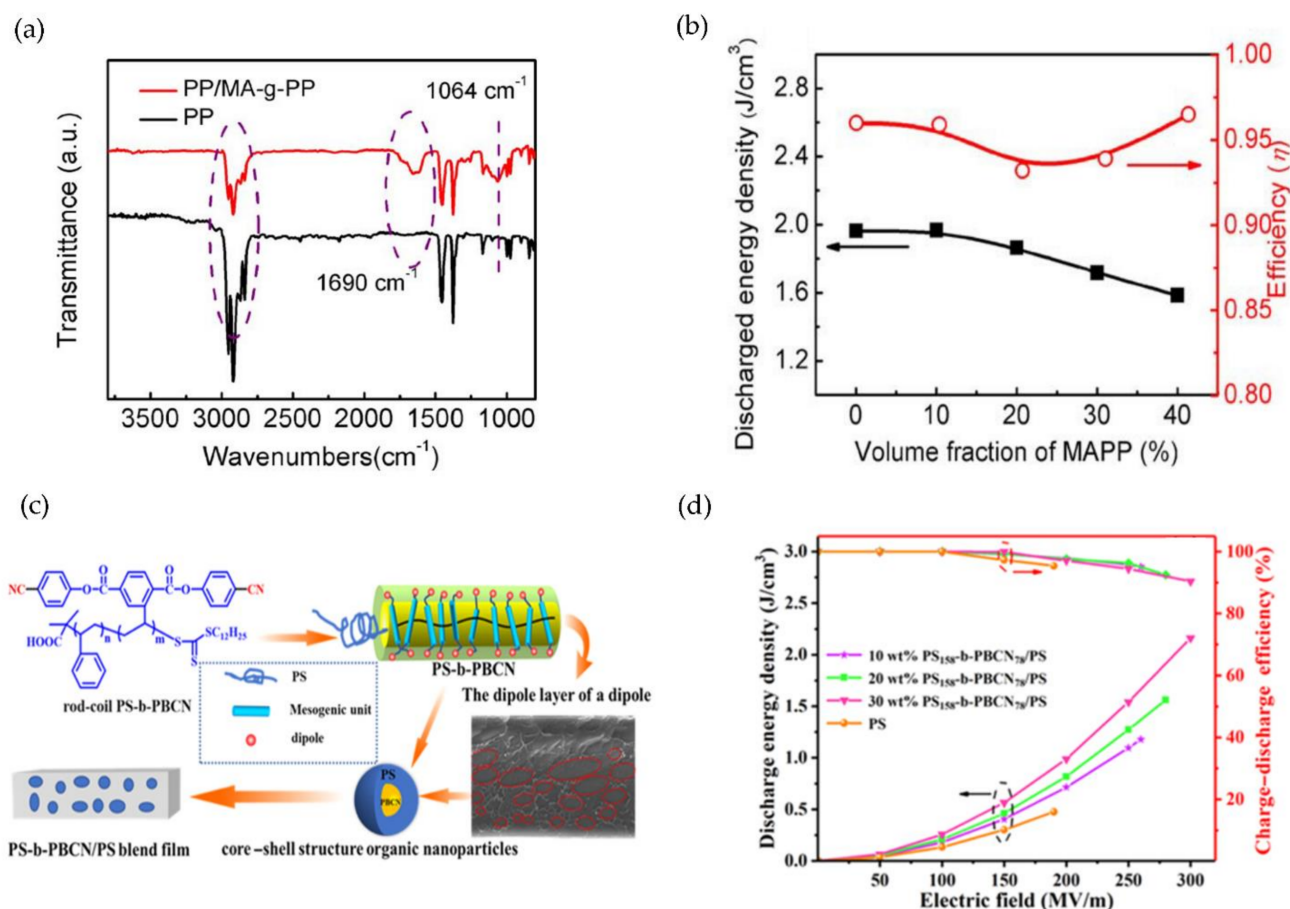 (a)
PP/MA-g-PP
PP
1064 cm⁻¹
1690 cm⁻¹
Transmittance (a.u.)
3500 3000 2500 2000 1500 1000
Wavenumbers(cm⁻¹)
(b)
Discharged energy density (J/cm³)
2.8
2.4
2.0
1.6
1.2
1.00
0.95
0.90
0.85
0.80
Efficiency (η)
0 10 20 30 40
Volume fraction of MAPP (%)
(c)
NC
O
O
O
O
CN
HOOC
n
m
S
S
SC₁₂H₂₅
rod-coil PS-b-PBCN
PS
Mesogenic unit
dipole
PS-b-PBCN
The dipole layer of a dipole
PS
PBCN
PS-b-PBCN/PS blend film
core –shell structure organic nanoparticles
(d)
Discharge energy density (J/cm³)
3.0
2.5
2.0
1.5
1.0
0.5
0.0
10 wt% PS₁₅₈-b-PBCN₇₈/PS
20 wt% PS₁₅₈-b-PBCN₇₈/PS
30 wt% PS₁₅₈-b-PBCN₇₈/PS
PS
100
80
60
40
20
Charge–discharge efficiency (%)
50 100 150 200 250 300
Electric field (MV/m)